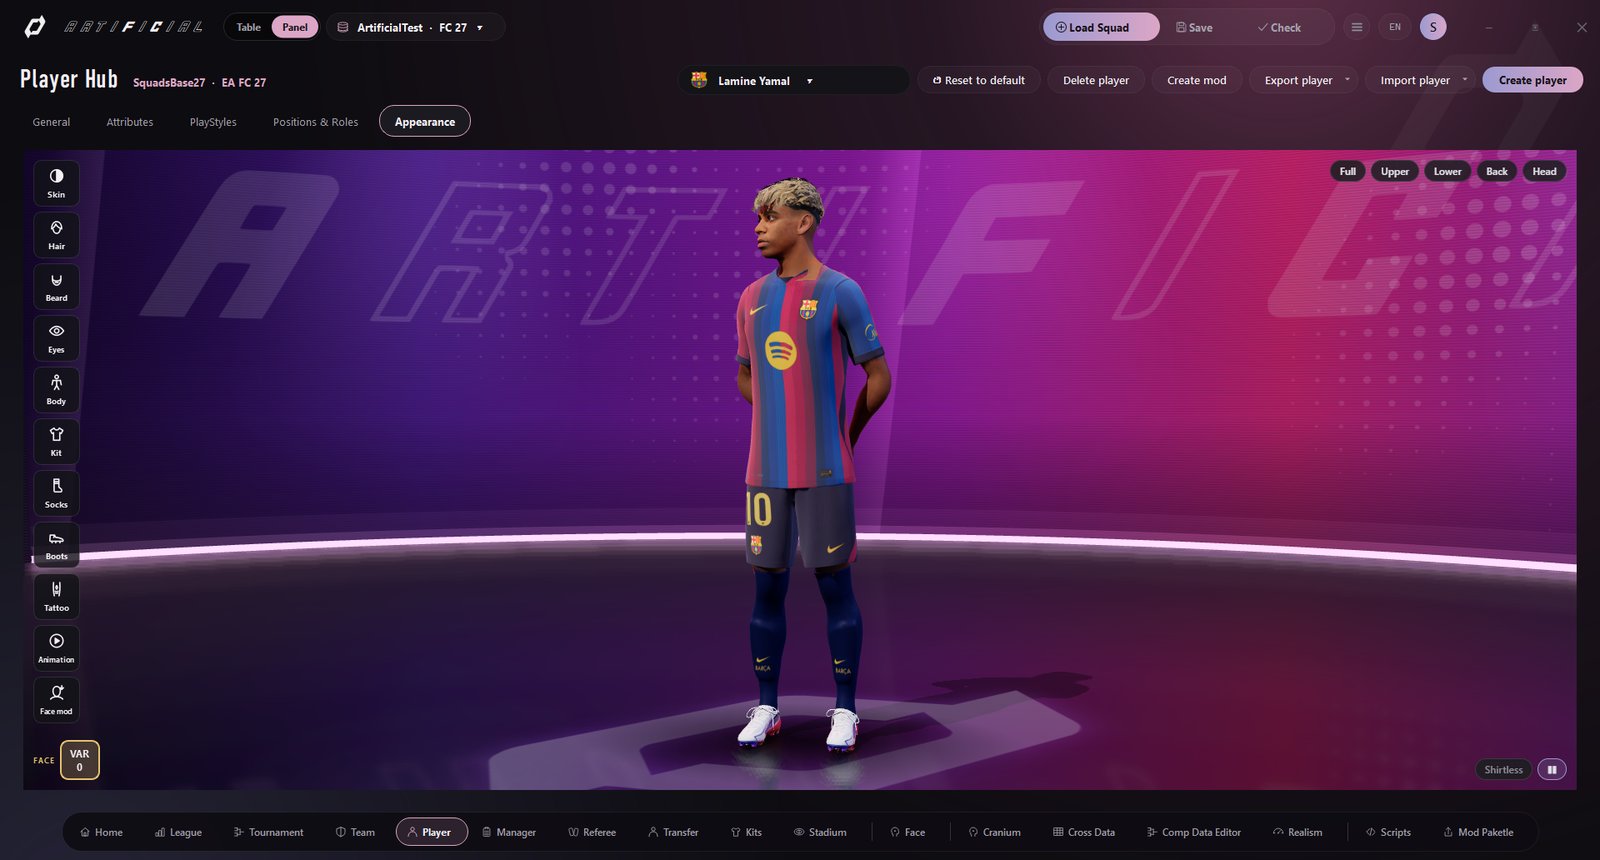 ARTIFICIAL
Table
Panel
ArtificialTest · FC 27
Load Squad
Save
Check
EN
S
Player Hub
SquadsBase27 · EA FC 27
Lamine Yamal
Reset to default
Delete player
Create mod
Export player
Import player
Create player
General
Attributes
PlayStyles
Positions & Roles
Appearance
Skin
Hair
Beard
Eyes
Body
Kit
Socks
Boots
Tattoo
Animation
Face mod
FACE
VAR
0
Full
Upper
Lower
Back
Head
ARTIFICI
10
BARÇA
BARÇA
Shirtless
Home
League
Tournament
Team
Player
Manager
Referee
Transfer
Kits
Stadium
Face
Cranium
Cross Data
Comp Data Editor
Realism
Scripts
Mod Paketle